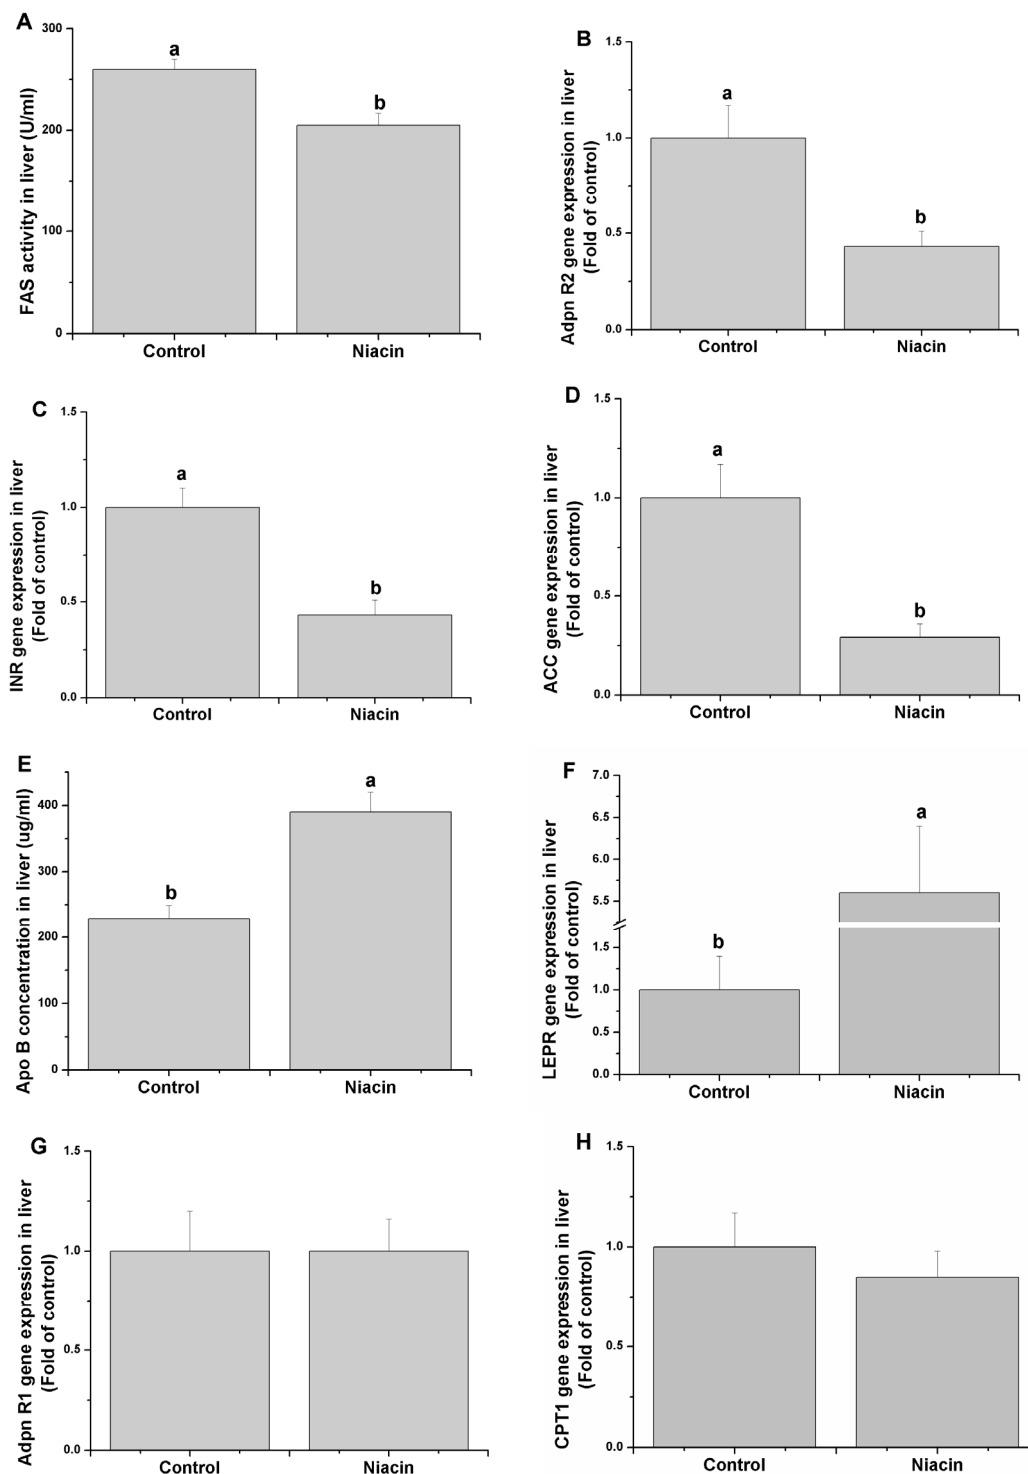 A
FAS activity in liver (U/ml)
300
200
100
0
a
b
Control Niacin
B
Adpn R2 gene expression in liver
(Fold of control)
1.5
1.0
0.5
0.0
a
b
Control Niacin
C
INR gene expression in liver
(Fold of control)
1.5
1.0
0.5
0.0
a
b
Control Niacin
D
ACC gene expression in liver
(Fold of control)
1.5
1.0
0.5
0.0
a
b
Control Niacin
E
Apo B concentration in liver (ug/ml)
400
300
200
100
0
b
a
Control Niacin
F
LEPR gene expression in liver
(Fold of control)
7.0
6.5
6.0
5.5
1.5
1.0
0.5
0.0
b
a
Control Niacin
G
Adpn R1 gene expression in liver
(Fold of control)
1.5
1.0
0.5
0.0
Control Niacin
H
CPT1 gene expression in liver
(Fold of control)
1.5
1.0
0.5
0.0
Control Niacin